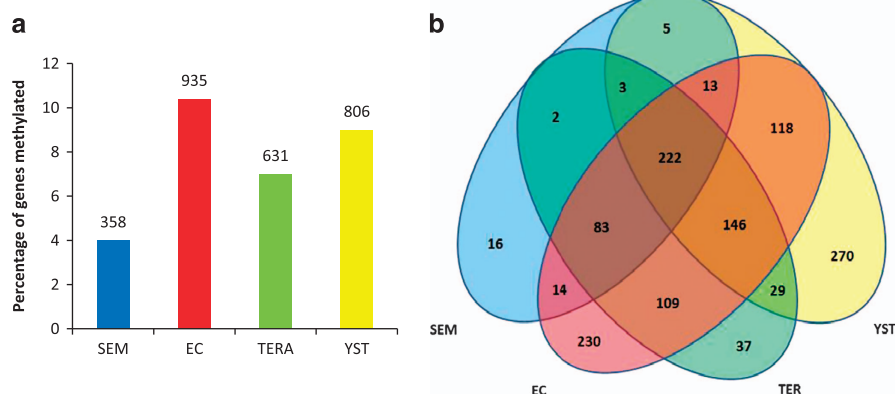 a
Percentage of genes methylated
12
10
8
6
4
2
0
358
935
631
806
SEM
EC
TERA
YST
b
5
3
13
2
118
222
83
146
16
270
14
29
109
230
37
SEM
YST
EC
TER